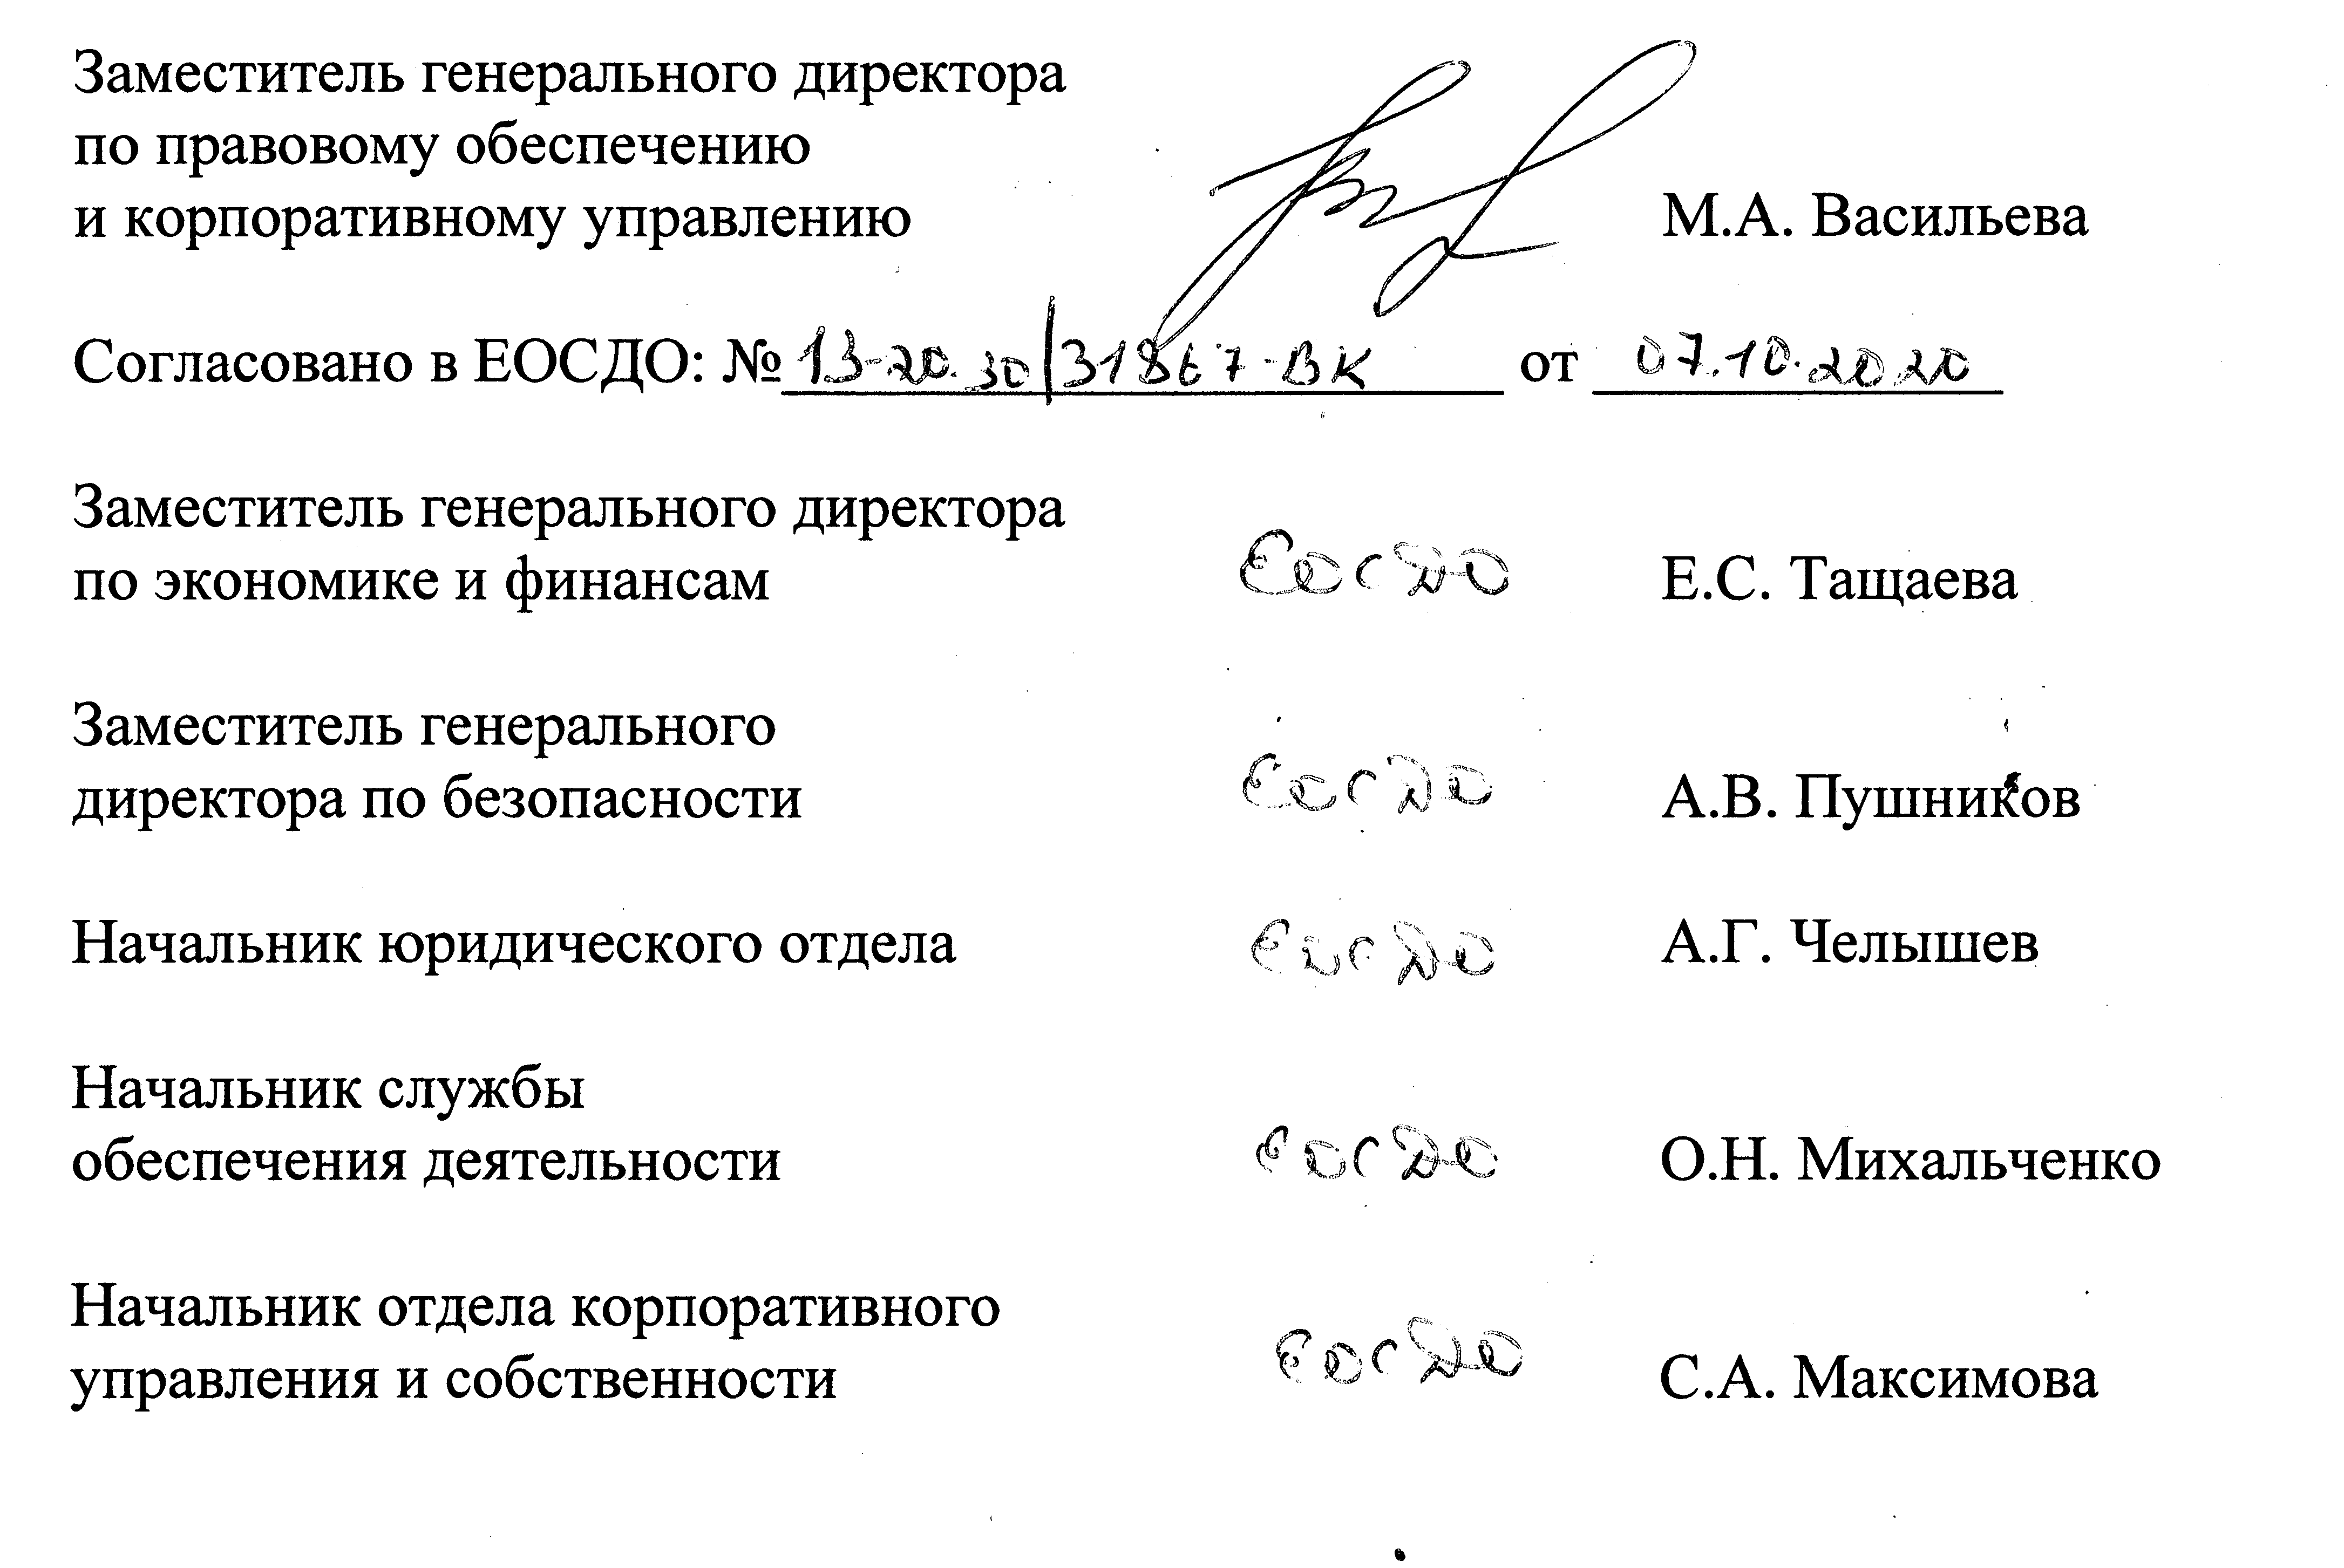 Заместитель генерального директора
по правовому обеспечению
и корпоративному управлению М.А. Васильева
Согласовано в ЕОСДО: № 13-20.30/31867-ВК от 07.10.2020
Заместитель генерального директора
по экономике и финансам ЕОСДО Е.С. Тащаева
Заместитель генерального
директора по безопасности ЕОСДО А.В. Пушников
Начальник юридического отдела ЕОСДО А.Г. Челышев
Начальник службы
обеспечения деятельности ЕОСДО О.Н. Михальченко
Начальник отдела корпоративного
управления и собственности ЕОСДО С.А. Максимова